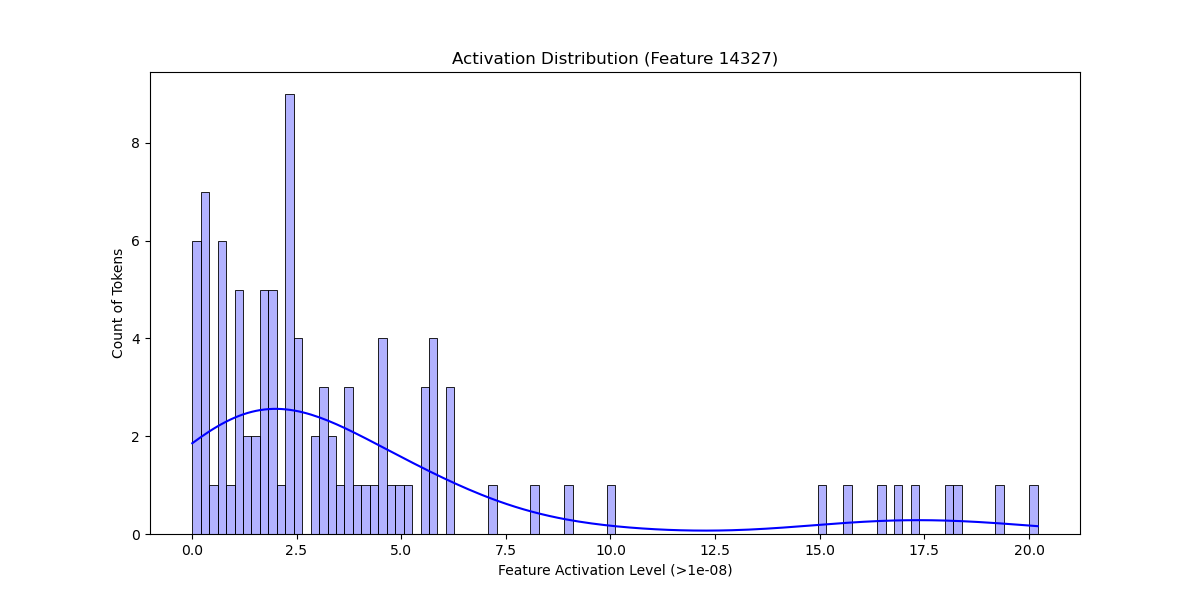 Activation Distribution (Feature 14327)
Count of Tokens
8
6
4
2
0
0.0 2.5 5.0 7.5 10.0 12.5 15.0 17.5 20.0
Feature Activation Level (>1e-08)